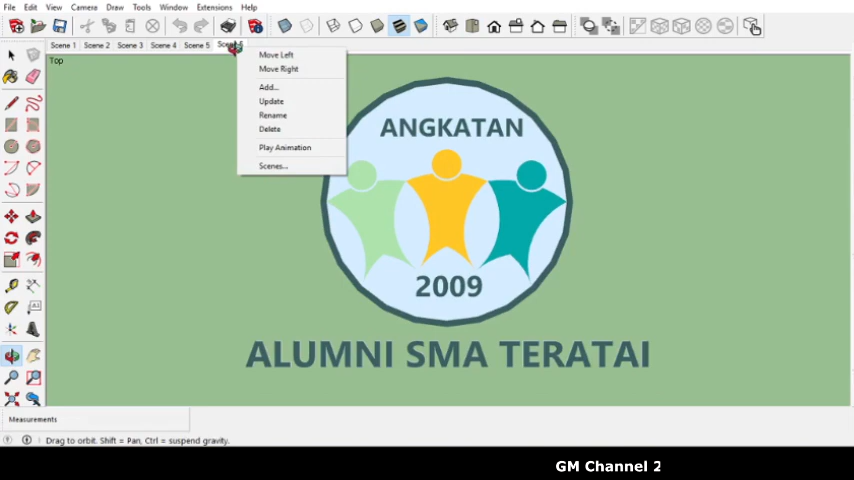 File Edit View Camera Draw Tools Window Extensions Help
Scene 1 Scene 2 Scene 3 Scene 4 Scene 5
Top
Move Left
Move Right
Add...
Update
Rename
Delete
Play Animation
Scenes...
ANGKATAN
2009
ALUMNI SMA TERATAI
Measurements
Drag to orbit. Shift = Pan, Ctrl = suspend gravity.
GM Channel 2